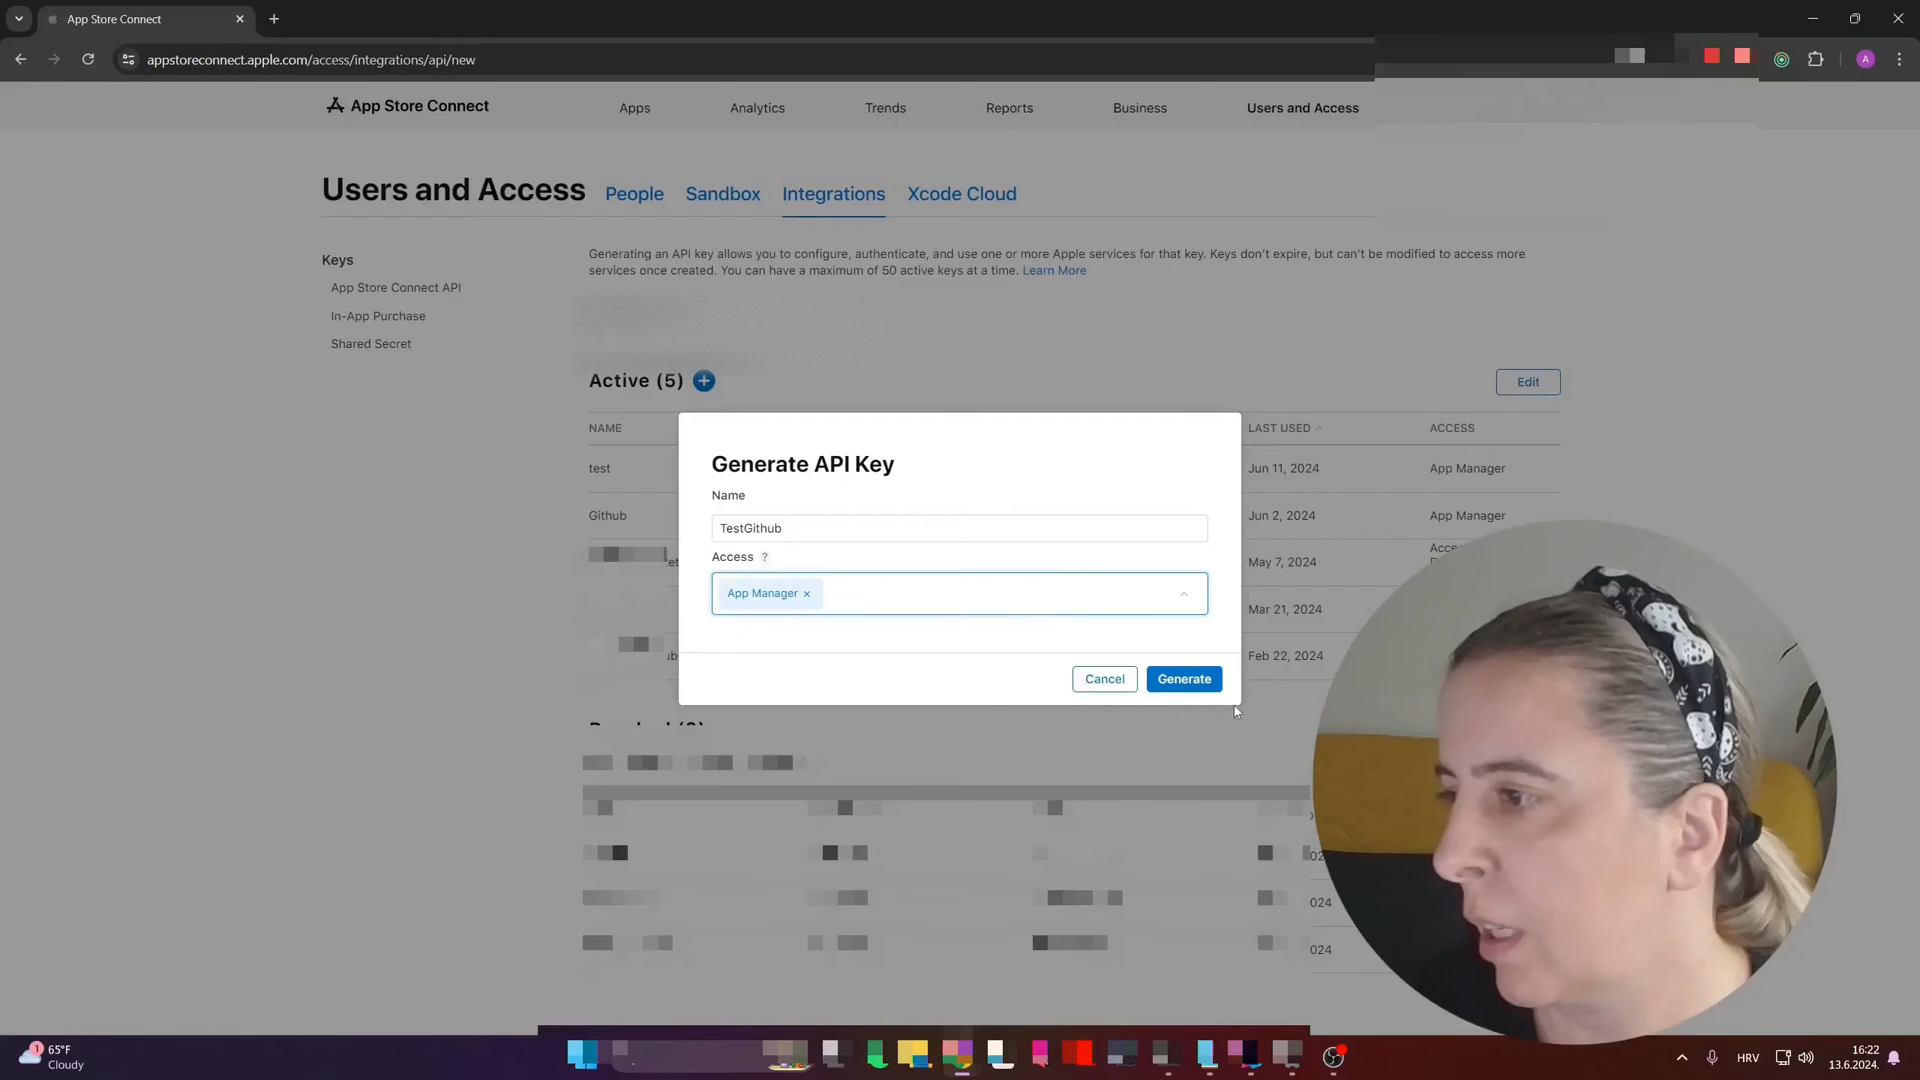 App Store Connect
appstoreconnect.apple.com/access/integrations/api/new
A
App Store Connect
Apps
Analytics
Trends
Reports
Business
Users and Access
Users and Access
People
Sandbox
Integrations
Xcode Cloud
Keys
App Store Connect API
In-App Purchase
Shared Secret
Generating an API key allows you to configure, authenticate, and use one or more Apple services for that key. Keys don't expire, but can't be modified to access more
services once created. You can have a maximum of 50 active keys at a time. Learn More
Active (5)
Edit
NAME
LAST USED
ACCESS
test
Jun 11, 2024
App Manager
Github
Jun 2, 2024
App Manager
May 7, 2024
Mar 21, 2024
Feb 22, 2024
Generate API Key
Name
TestGithub
Access ?
App Manager ×
Cancel
Generate
024
024
1
65°F
Cloudy
HRV
16:22
13.6.2024.